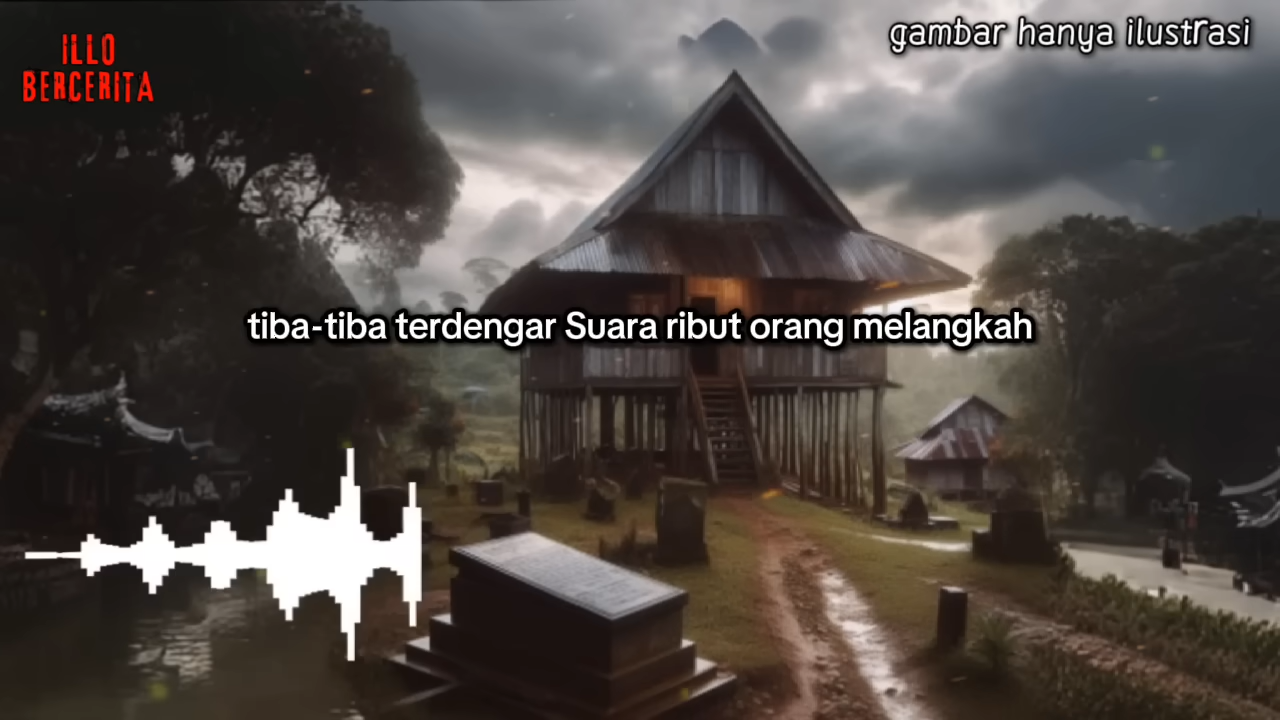 ILLO
BERCERITA
gambar hanya ilustrasi
tiba-tiba terdengar Suara ribut orang melangkah